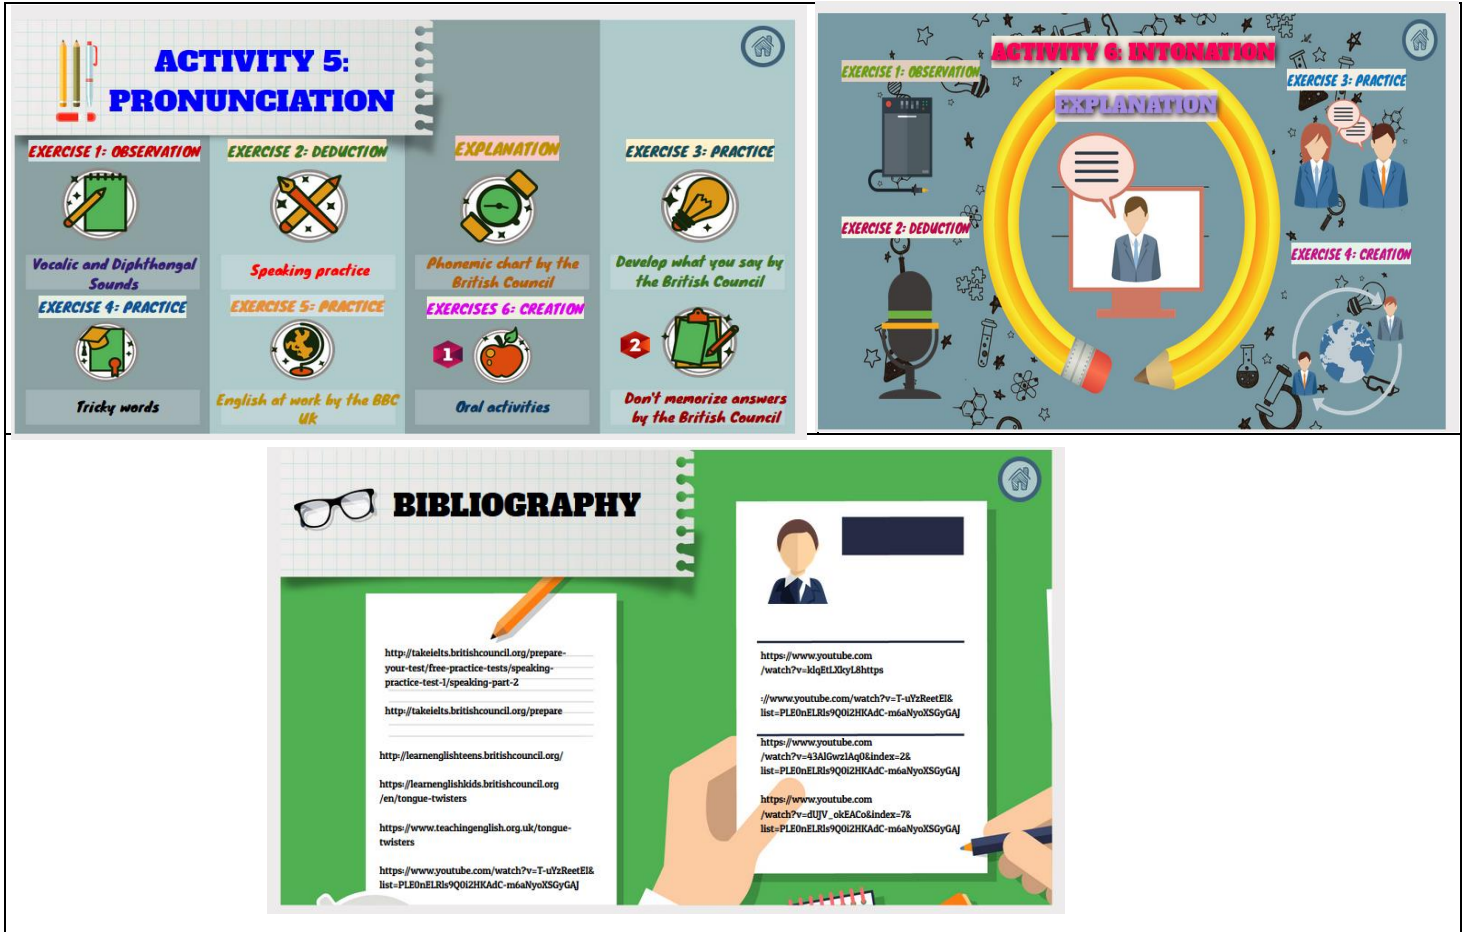 ACTIVITY 5:
PRONUNCIATION
EXERCISE 1: OBSERVATION
Vocalic and Diphthongal
Sounds
EXERCISE 2: DEDUCTION
Speaking practice
EXPLANATION
Phonemic chart by the
British Council
EXERCISE 3: PRACTICE
Develop what you say by
the British Council
EXERCISE 4: PRACTICE
Tricky words
EXERCISE 5: PRACTICE
English at work by the BBC
UK
EXERCISES 6: CREATION
1
Oral activities
2
Don't memorize answers
by the British Council
ACTIVITY 6: INTONATION
EXPLANATION
EXERCISE 1: OBSERVATION
EXERCISE 2: DEDUCTION
EXERCISE 3: PRACTICE
EXERCISE 4: CREATION
BIBLIOGRAPHY
http://takeielts.britishcouncil.org/prepare-
your-test/free-practice-tests/speaking-
practice-test-1/speaking-part-2
http://takeielts.britishcouncil.org/prepare
http://learnenglishteens.britishcouncil.org/
https://learnenglishkids.britishcouncil.org
/en/tongue-twisters
https://www.teachingenglish.org.uk/tongue-
twisters
https://www.youtube.com/watch?v=T-uYzReetEI&
list=PLE0nELRls9Q0i2HKAdC-m6aNyoXSGyGAJ
https://www.youtube.com
/watch?v=klqEtLXkyL8https
://www.youtube.com/watch?v=T-uYzReetEI&
list=PLE0nELRls9Q0i2HKAdC-m6aNyoXSGyGAJ
https://www.youtube.com
/watch?v=43AlGwzlAq0&index=2&
list=PLE0nELRls9Q0i2HKAdC-m6aNyoXSGyGAJ
https://www.youtube.com
/watch?v=dUJV_okEACo&index=7&
list=PLE0nELRls9Q0i2HKAdC-m6aNyoXSGyGAJ